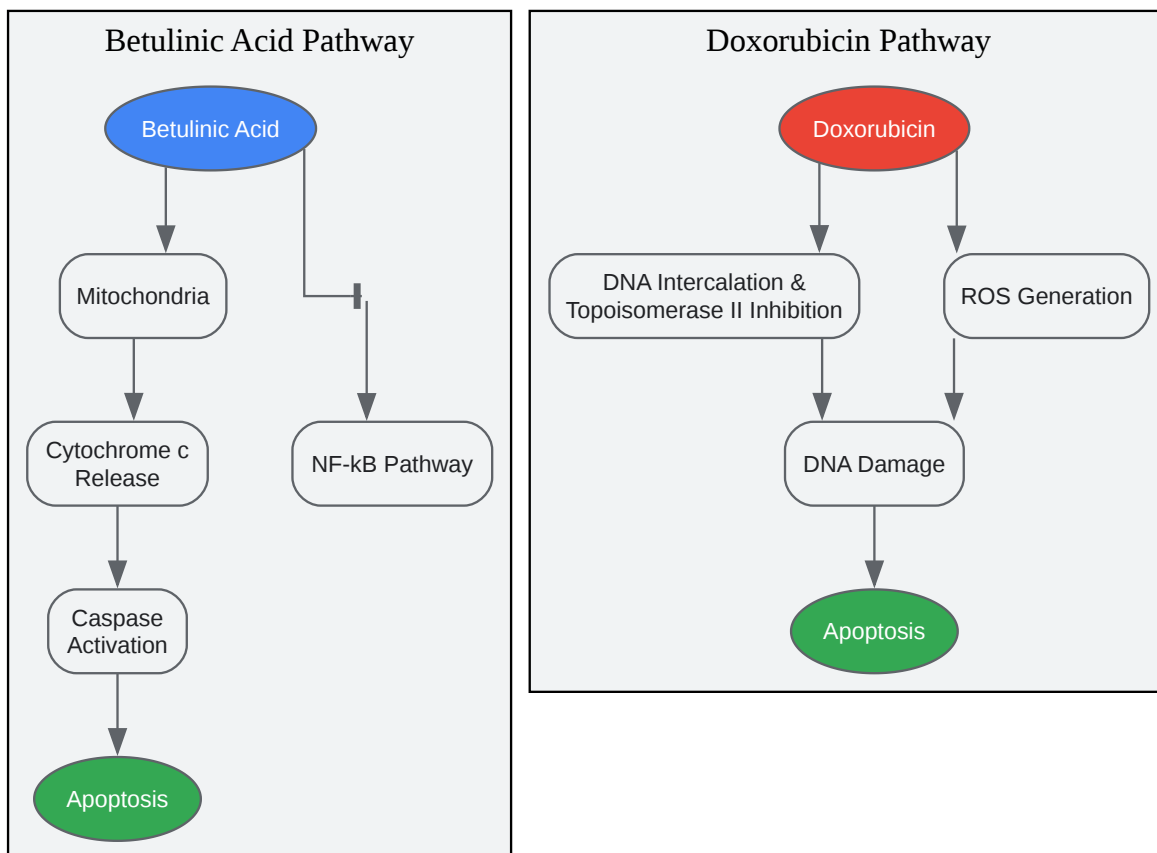 Betulinic Acid Pathway
Betulinic Acid
Mitochondria
Cytochrome c
Release
NF-kB Pathway
Caspase
Activation
Apoptosis
Doxorubicin Pathway
Doxorubicin
DNA Intercalation &
Topoisomerase II Inhibition
ROS Generation
DNA Damage
Apoptosis